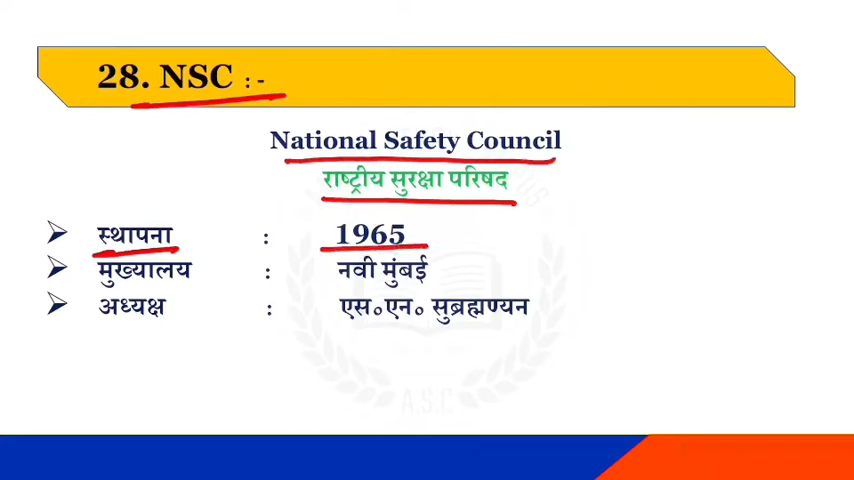 28. NSC :-
National Safety Council
राष्ट्रीय सुरक्षा परिषद
➢ स्थापना : 1965
➢ मुख्यालय : नवी मुंबई
➢ अध्यक्ष : एस०एन० सुब्रह्मण्यन
A.S.C